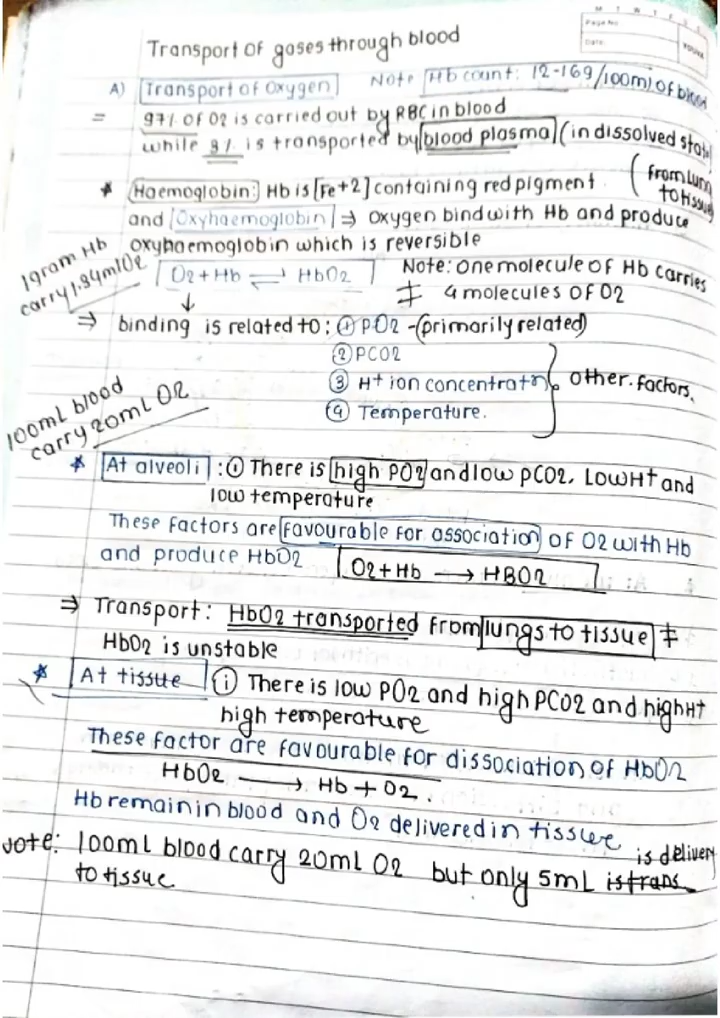 M T W T F S S
Page No.
Date:
YOUVA
Transport of gases through blood
A) Transport of Oxygen Note Hb count: 12-16g/100ml of blood
= 97% of O2 is carried out by RBC in blood
while 3% is transported by blood plasma (in dissolved state)
(from lung
to tissue
* Haemoglobin: Hb is [Fe+2] containing red pigment.
and Oxyhaemoglobin ⇒ Oxygen bind with Hb and produce
oxyhaemoglobin which is reversible
1gram Hb
carry 1.34ml O2
O2 + Hb ⇌ HbO2 Note: one molecule of Hb carries
4 molecules of O2
⇒ binding is related to: ① PO2 - (primarily related)
② PCO2
③ H+ ion concentratn } other factors.
④ Temperature.
100mL blood
carry 20mL O2
* At alveoli: ① There is high PO2 and low pCO2, Low H+ and
low temperature
These factors are favourable for association of O2 with Hb
and produce HbO2 O2 + Hb → HBO2
⇒ Transport: HbO2 transported from lungs to tissue
HbO2 is unstable
* At tissue ⓘ There is low PO2 and high PCO2 and high H+
high temperature
These factor are favourable for dissociation of HbO2
HbO2 → Hb + O2.
Hb remain in blood and O2 delivered in tissue
vote: 100mL blood carry 20ml O2 but only 5mL is trans is delivery
to tissue